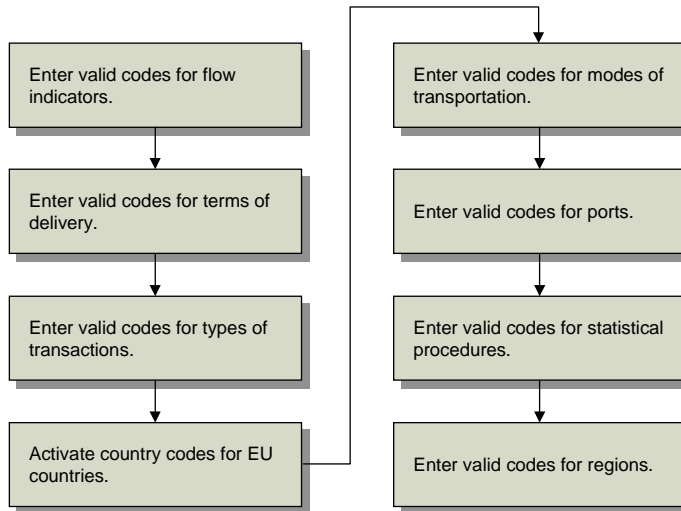 Enter valid codes for flow
indicators.
Enter valid codes for terms of
delivery.
Enter valid codes for types of
transactions.
Activate country codes for EU
countries.
Enter valid codes for modes of
transportation.
Enter valid codes for ports.
Enter valid codes for statistical
procedures.
Enter valid codes for regions.